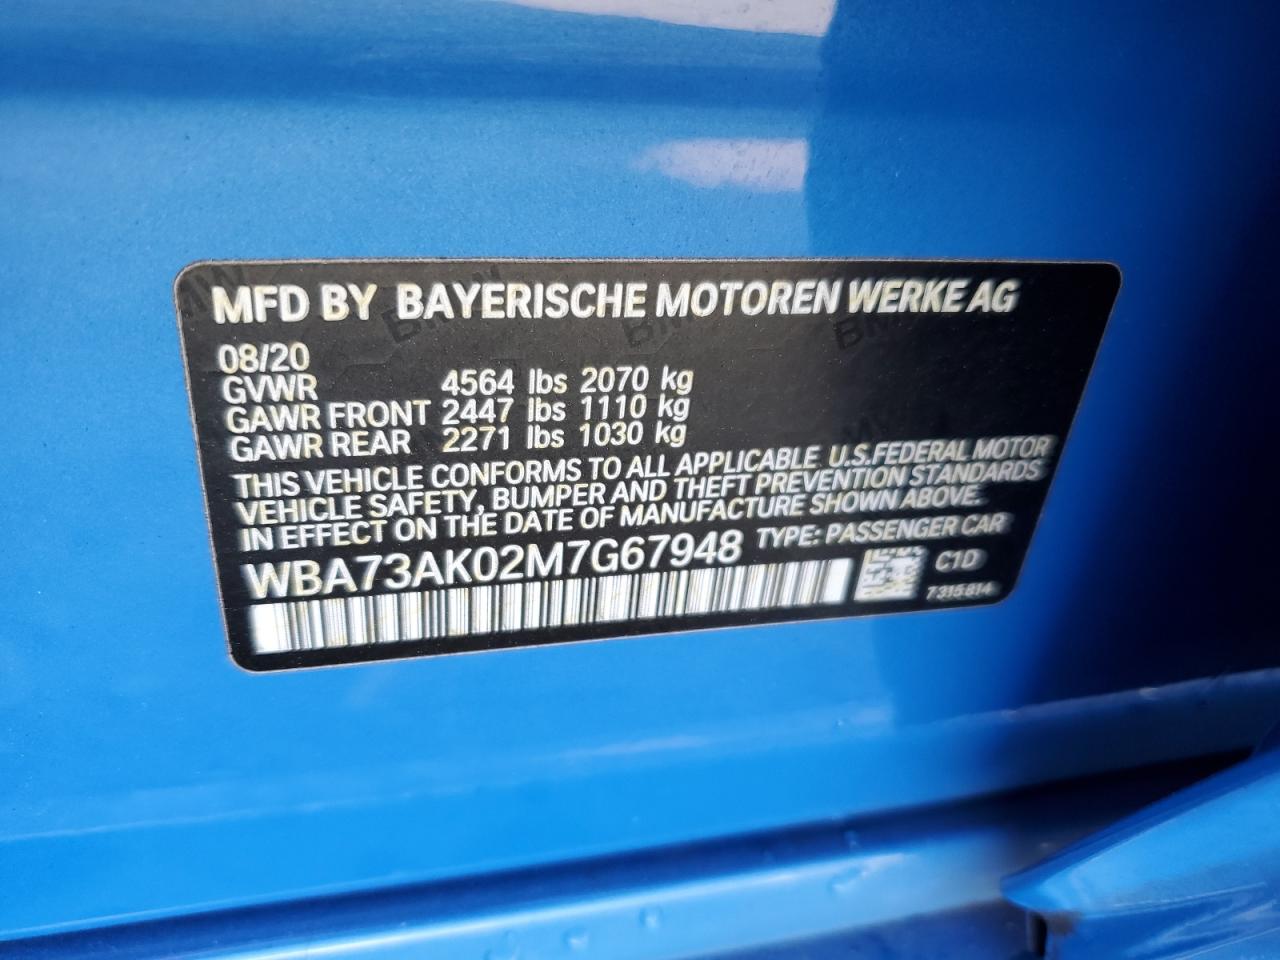 MFD BY BAYERISCHE MOTOREN WERKE AG
08/20
GVWR 4564 lbs 2070 kg
GAWR FRONT 2447 lbs 1110 kg
GAWR REAR 2271 lbs 1030 kg
THIS VEHICLE CONFORMS TO ALL APPLICABLE U.S.FEDERAL MOTOR
VEHICLE SAFETY, BUMPER AND THEFT PREVENTION STANDARDS
IN EFFECT ON THE DATE OF MANUFACTURE SHOWN ABOVE.
WBA73AK02M7G67948 TYPE: PASSENGER CAR
C1D
7315814